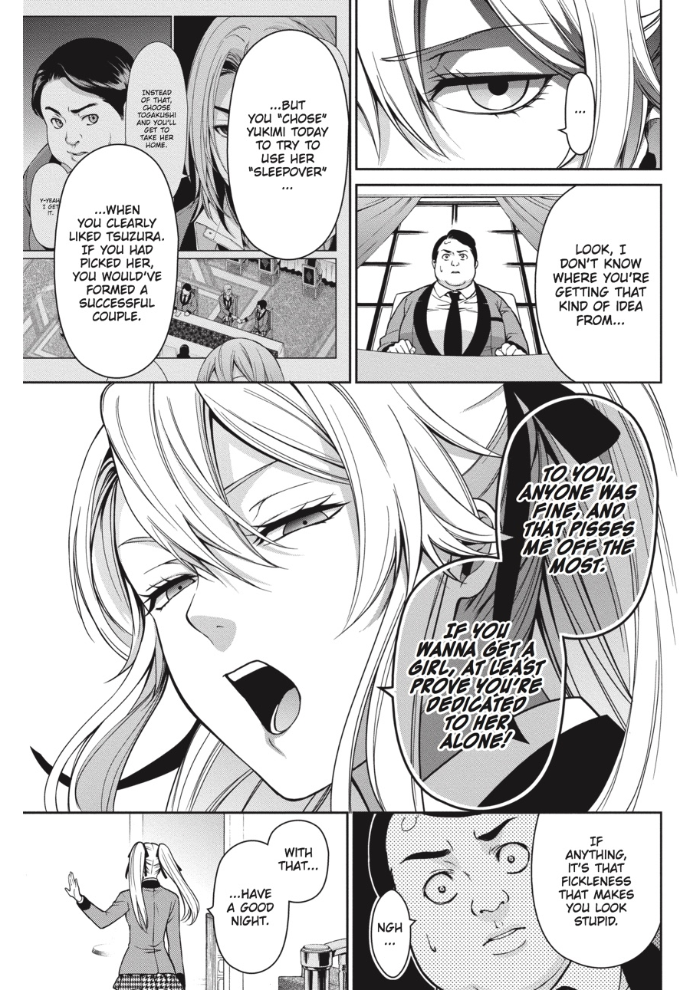 ...
LOOK, I
DON'T KNOW
WHERE YOU'RE
GETTING THAT
KIND OF IDEA
FROM...
...BUT
YOU "CHOSE"
YUKIMI TODAY
TO TRY TO
USE HER
"SLEEPOVER"
...
INSTEAD
OF THAT,
CHOOSE
TOGAKUSHI
AND YOU'LL
GET TO
TAKE HER
HOME.
Y-YEAH
I GET
IT.
...WHEN
YOU CLEARLY
LIKED TSUZURA.
IF YOU HAD
PICKED HER,
YOU WOULD'VE
FORMED A
SUCCESSFUL
COUPLE.
TO YOU,
ANYONE WAS
FINE, AND
THAT PISSES
ME OFF THE
MOST.
IF YOU
WANNA GET A
GIRL, AT LEAST
PROVE YOU'RE
DEDICATED
TO HER
ALONE!
IF
ANYTHING,
IT'S THAT
FICKLENESS
THAT MAKES
YOU LOOK
STUPID.
NGH
...
WITH
THAT...
...HAVE
A GOOD
NIGHT.